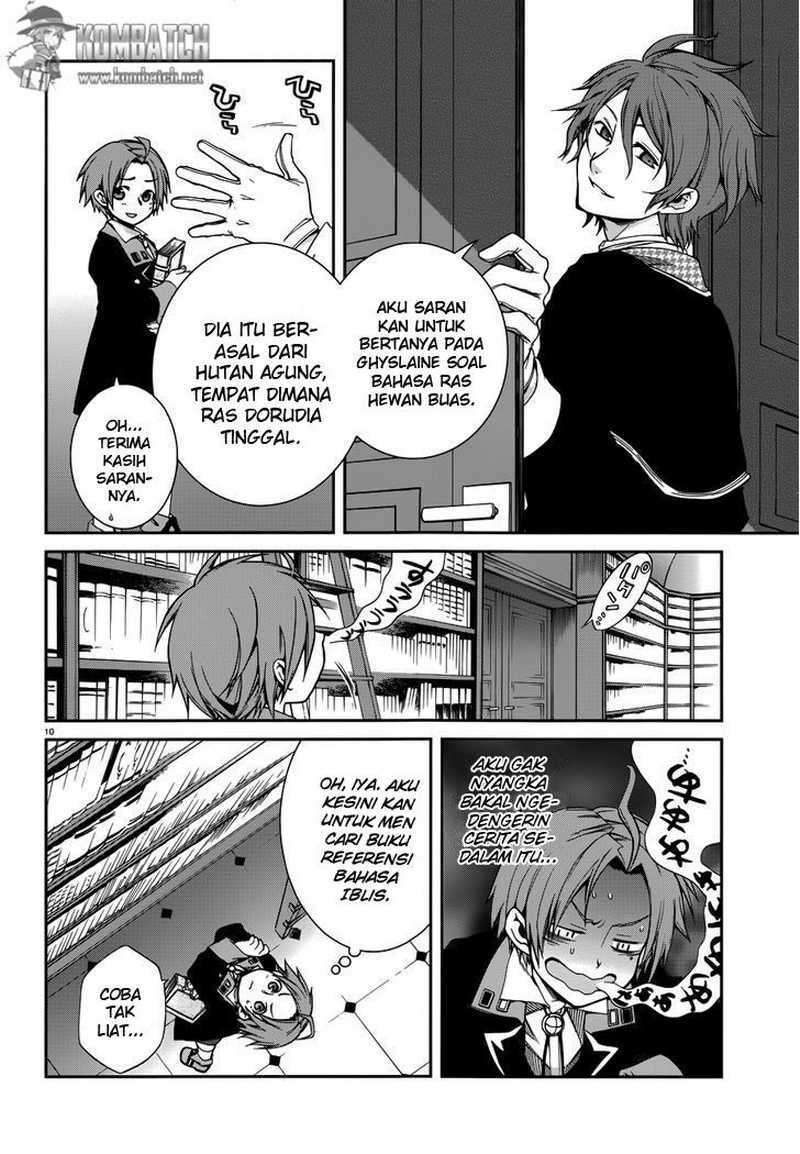 KOMBATCH
www.kombatch.net
AKU SARAN
KAN UNTUK
BERTANYA PADA
GHYSLAINE SOAL
BAHASA RAS
HEWAN BUAS.
DIA ITU BER-
ASAL DARI
HUTAN AGUNG,
TEMPAT DIMANA
RAS DORUDIA
TINGGAL.
OH...
TERIMA
KASIH
SARAN-
NYA.
10
AKU GAK
NYANGKA
BAKAL NGE-
DENGERIN
CERITA SE-
DALAM ITU...
OH, IYA. AKU
KESINI KAN
UNTUK MEN
CARI BUKU
REFERENSI
BAHASA
IBLIS.
COBA
TAK
LIAT...